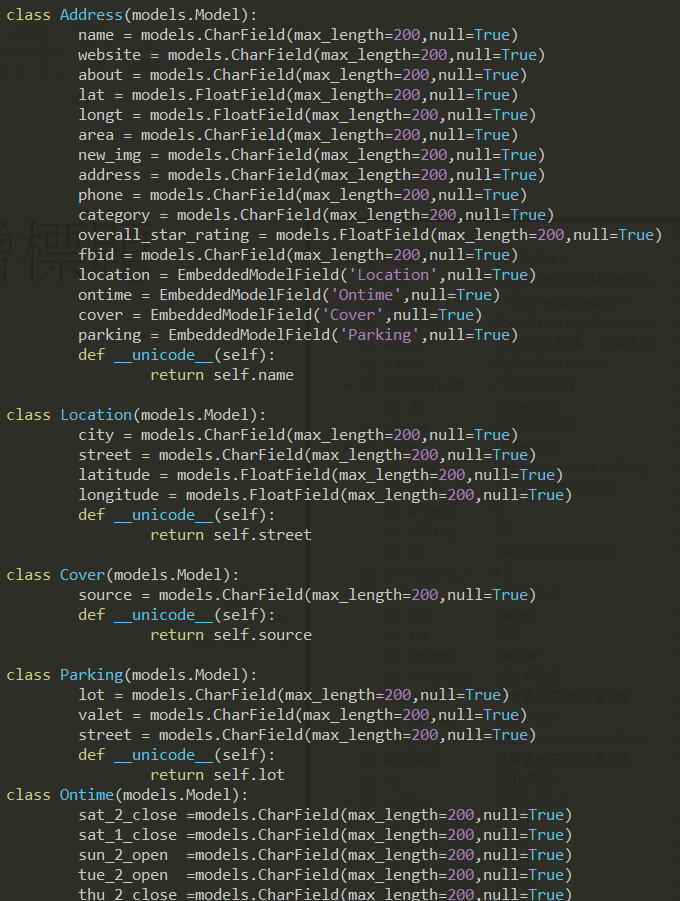 class Address(models.Model):
name = models.CharField(max_length=200,null=True)
website = models.CharField(max_length=200,null=True)
about = models.CharField(max_length=200,null=True)
lat = models.FloatField(max_length=200,null=True)
longt = models.FloatField(max_length=200,null=True)
area = models.CharField(max_length=200,null=True)
new_img = models.CharField(max_length=200,null=True)
address = models.CharField(max_length=200,null=True)
phone = models.CharField(max_length=200,null=True)
category = models.CharField(max_length=200,null=True)
overall_star_rating = models.FloatField(max_length=200,null=True)
fbid = models.CharField(max_length=200,null=True)
location = EmbeddedModelField('Location',null=True)
ontime = EmbeddedModelField('Ontime',null=True)
cover = EmbeddedModelField('Cover',null=True)
parking = EmbeddedModelField('Parking',null=True)
def __unicode__(self):
return self.name
class Location(models.Model):
city = models.CharField(max_length=200,null=True)
street = models.CharField(max_length=200,null=True)
latitude = models.FloatField(max_length=200,null=True)
longitude = models.FloatField(max_length=200,null=True)
def __unicode__(self):
return self.street
class Cover(models.Model):
source = models.CharField(max_length=200,null=True)
def __unicode__(self):
return self.source
class Parking(models.Model):
lot = models.CharField(max_length=200,null=True)
valet = models.CharField(max_length=200,null=True)
street = models.CharField(max_length=200,null=True)
def __unicode__(self):
return self.lot
class Ontime(models.Model):
sat_2_close =models.CharField(max_length=200,null=True)
sat_1_close =models.CharField(max_length=200,null=True)
sun_2_open =models.CharField(max_length=200,null=True)
tue_2_open =models.CharField(max_length=200,null=True)
thu_2_close =models.CharField(max_length=200,null=True)